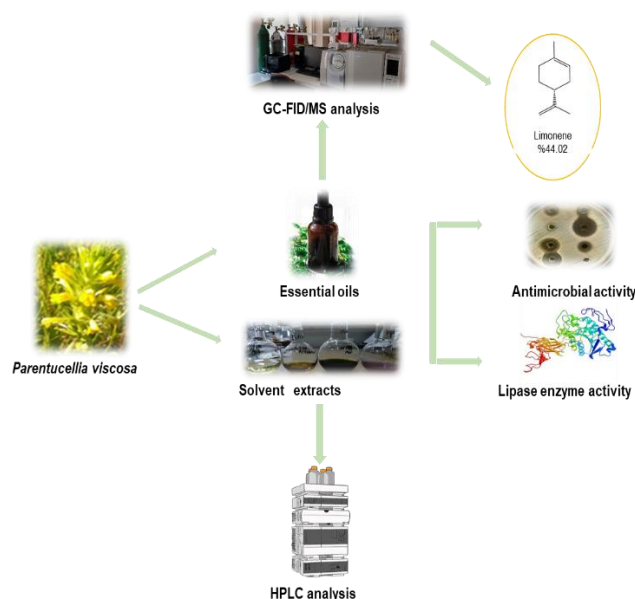 GC-FID/MS analysis
Limonene
%44.02
Essential oils
Antimicrobial activity
Parentucellia viscosa
Solvent extracts
Lipase enzyme activity
HPLC analysis